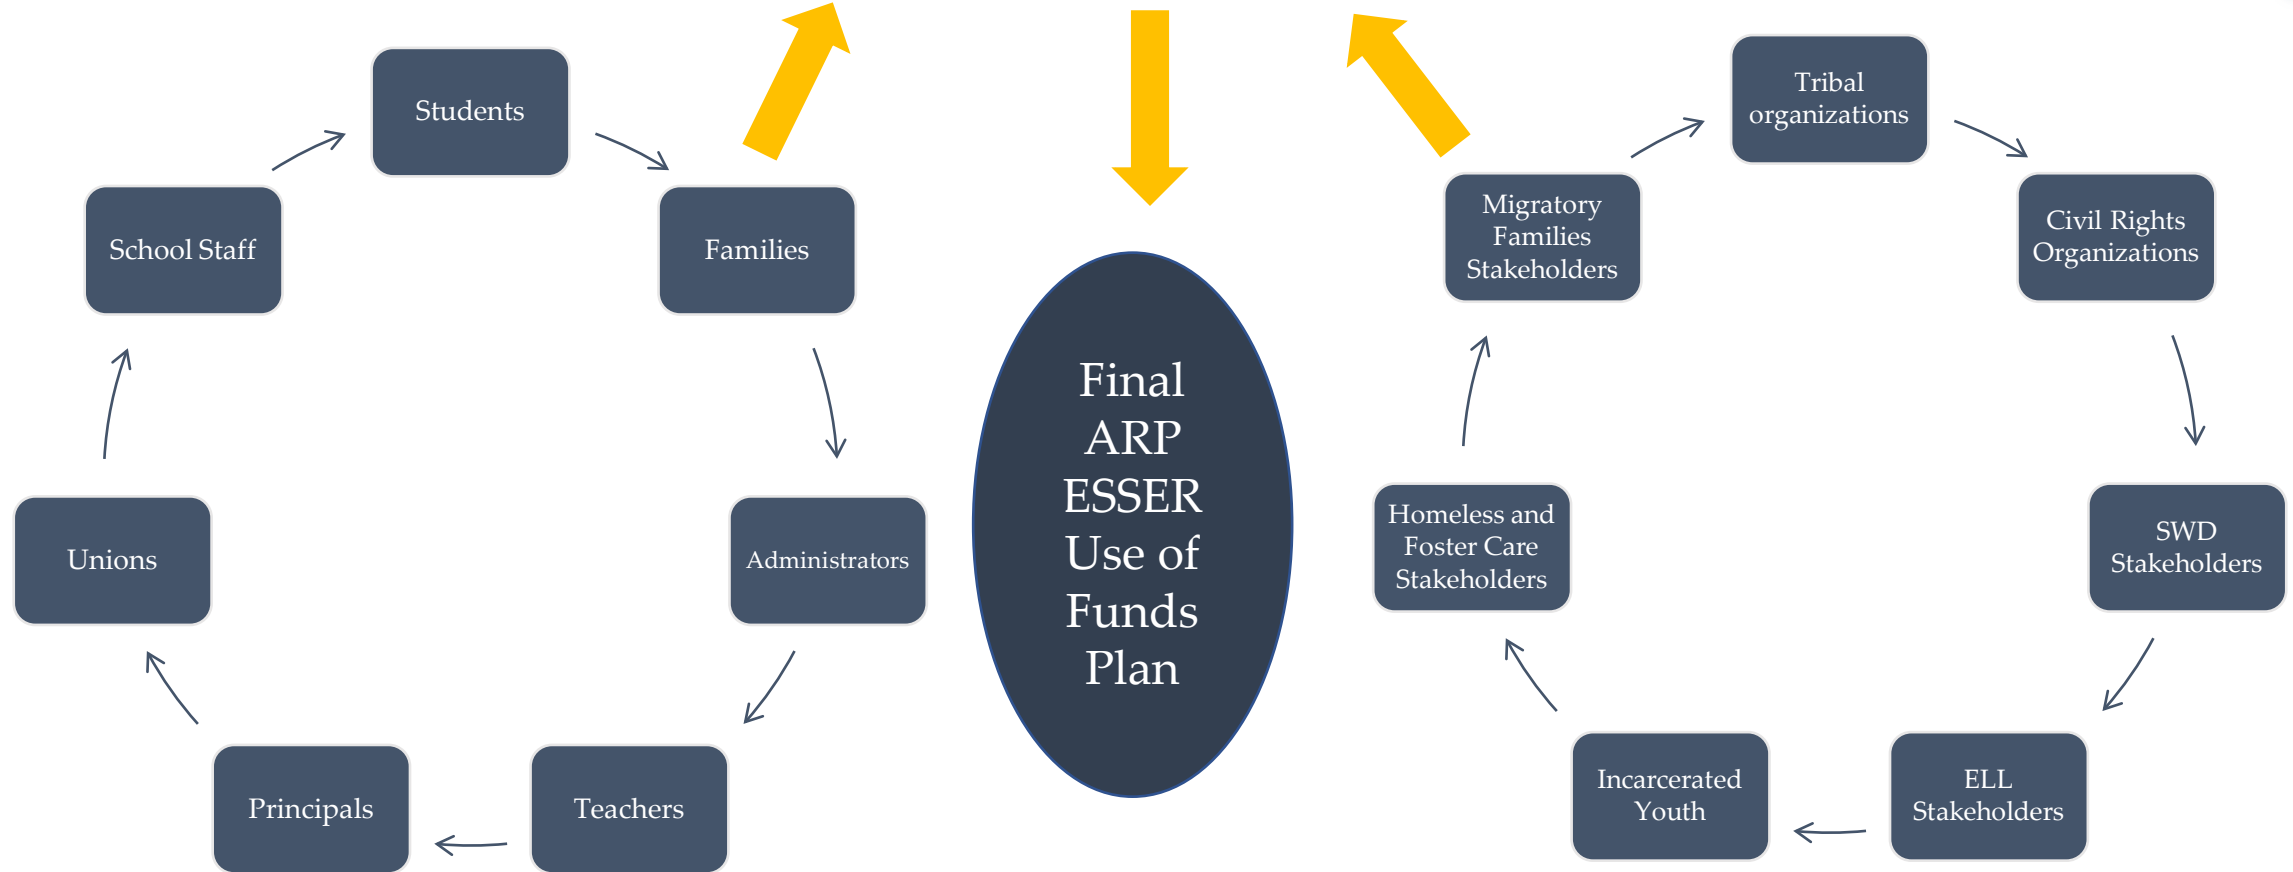 Students
Families
Administrators
Teachers
Principals
Unions
School Staff
Final
ARP
ESSER
Use of
Funds
Plan
Tribal
organizations
Civil Rights
Organizations
SWD
Stakeholders
ELL
Stakeholders
Incarcerated
Youth
Homeless and
Foster Care
Stakeholders
Migratory
Families
Stakeholders